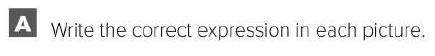 A Write the correct expression in each picture.